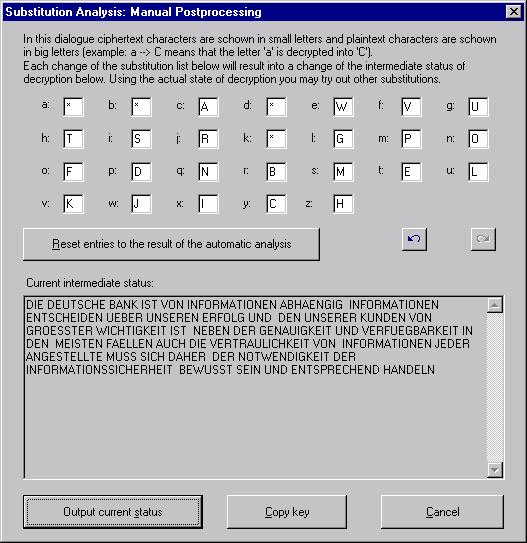 Substitution Analysis: Manual Postprocessing
In this dialogue ciphertext characters are schown in small letters and plaintext characters are schown
in big letters (example: a --> C means that the letter 'a' is decrypted into 'C').
Each change of the substitution list below will result into a change of the intermediate status of
decryption below. Using the actual state of decryption you may try out other substitutions.
a: * b: * c: A d: * e: W f: V g: U
h: T i: S j: R k: * l: G m: P n: O
o: F p: D q: N r: B s: M t: E u: L
v: K w: J x: I y: C z: H
Reset entries to the result of the automatic analysis
Current intermediate status:
DIE DEUTSCHE BANK IST VON INFORMATIONEN ABHAENGIG  INFORMATIONEN
ENTSCHEIDEN UEBER UNSEREN ERFOLG UND  DEN UNSERER KUNDEN VON
GROESSTER WICHTIGKEIT IST  NEBEN DER GENAUIGKEIT UND VERFUEGBARKEIT IN
DEN  MEISTEN FAELLEN AUCH DIE VERTRAULICHKEIT VON  INFORMATIONEN JEDER
ANGESTELLTE MUSS SICH DAHER  DER NOTWENDIGKEIT DER
INFORMATIONSSICHERHEIT  BEWUSST SEIN UND ENTSPRECHEND HANDELN
Output current status Copy key Cancel